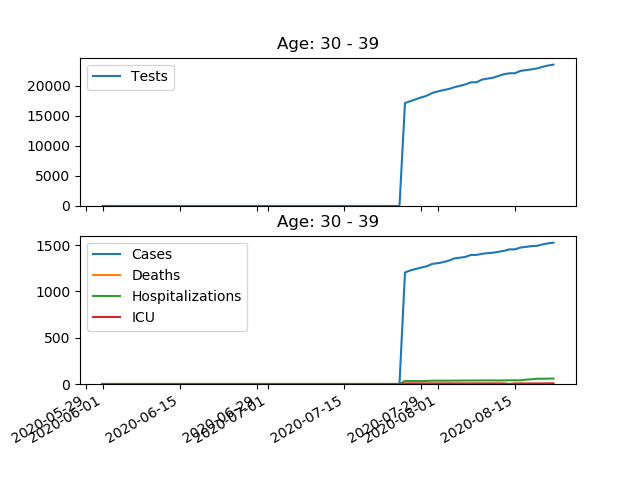 Age: 30 - 39
Tests
20000
15000
10000
5000
0
Age: 30 - 39
Cases
Deaths
Hospitalizations
ICU
1500
1000
500
0
2020-05-29
2020-06-01
2020-06-15
2020-06-29
2020-07-01
2020-07-15
2020-07-29
2020-08-01
2020-08-15